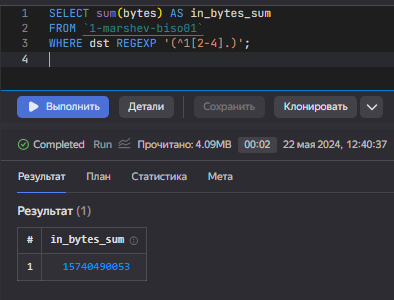 1 SELECT sum(bytes) AS in_bytes_sum
2 FROM `1-marshev-biso01`
3 WHERE dst REGEXP '(^1[2-4].)';
4
Выполнить Детали Сохранить Клонировать
Completed Run Прочитано: 4.09MB 00:02 22 мая 2024, 12:40:37
Результат План Статистика Мета
Результат (1)
# in_bytes_sum
1 15740490053